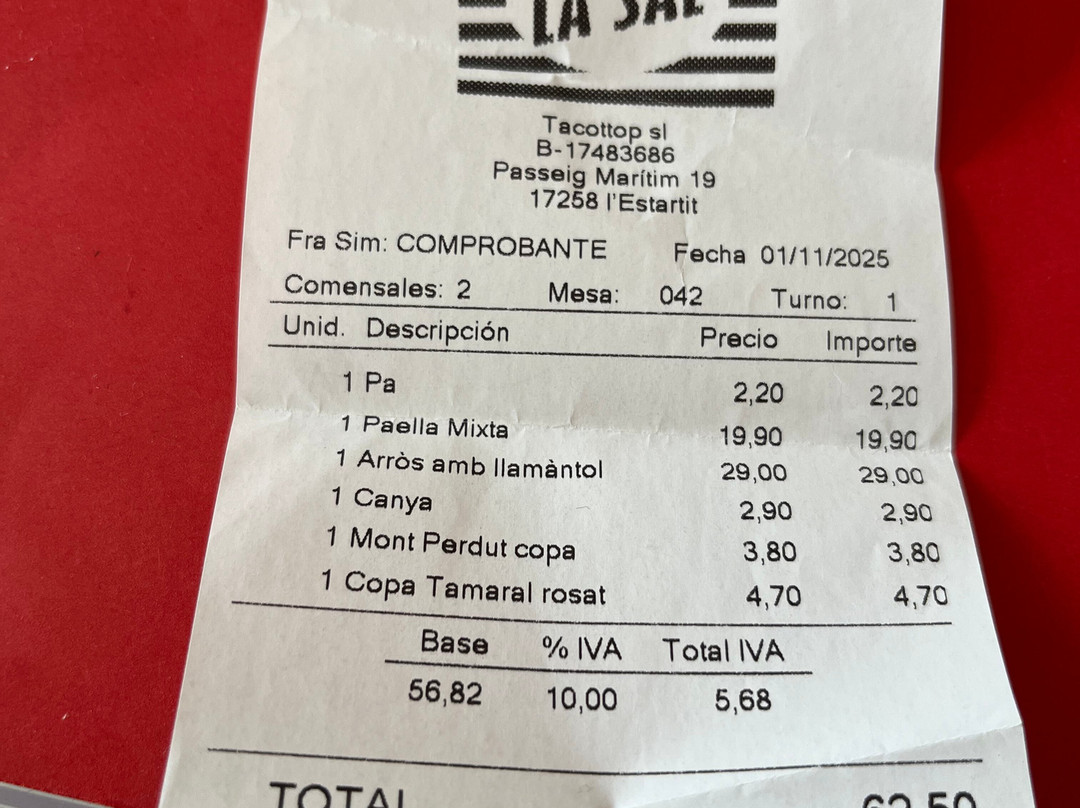 LA SAL
Tacottop sl
B-17483686
Passeig Marítim 19
17258 l'Estartit
Fra Sim: COMPROBANTE Fecha 01/11/2025
Comensales: 2 Mesa: 042 Turno: 1
Unid. Descripción Precio Importe
1 Pa 2,20 2,20
1 Paella Mixta 19,90 19,90
1 Arròs amb llamàntol 29,00 29,00
1 Canya 2,90 2,90
1 Mont Perdut copa 3,80 3,80
1 Copa Tamaral rosat 4,70 4,70
Base % IVA Total IVA
56,82 10,00 5,68
TOTAL 62,50